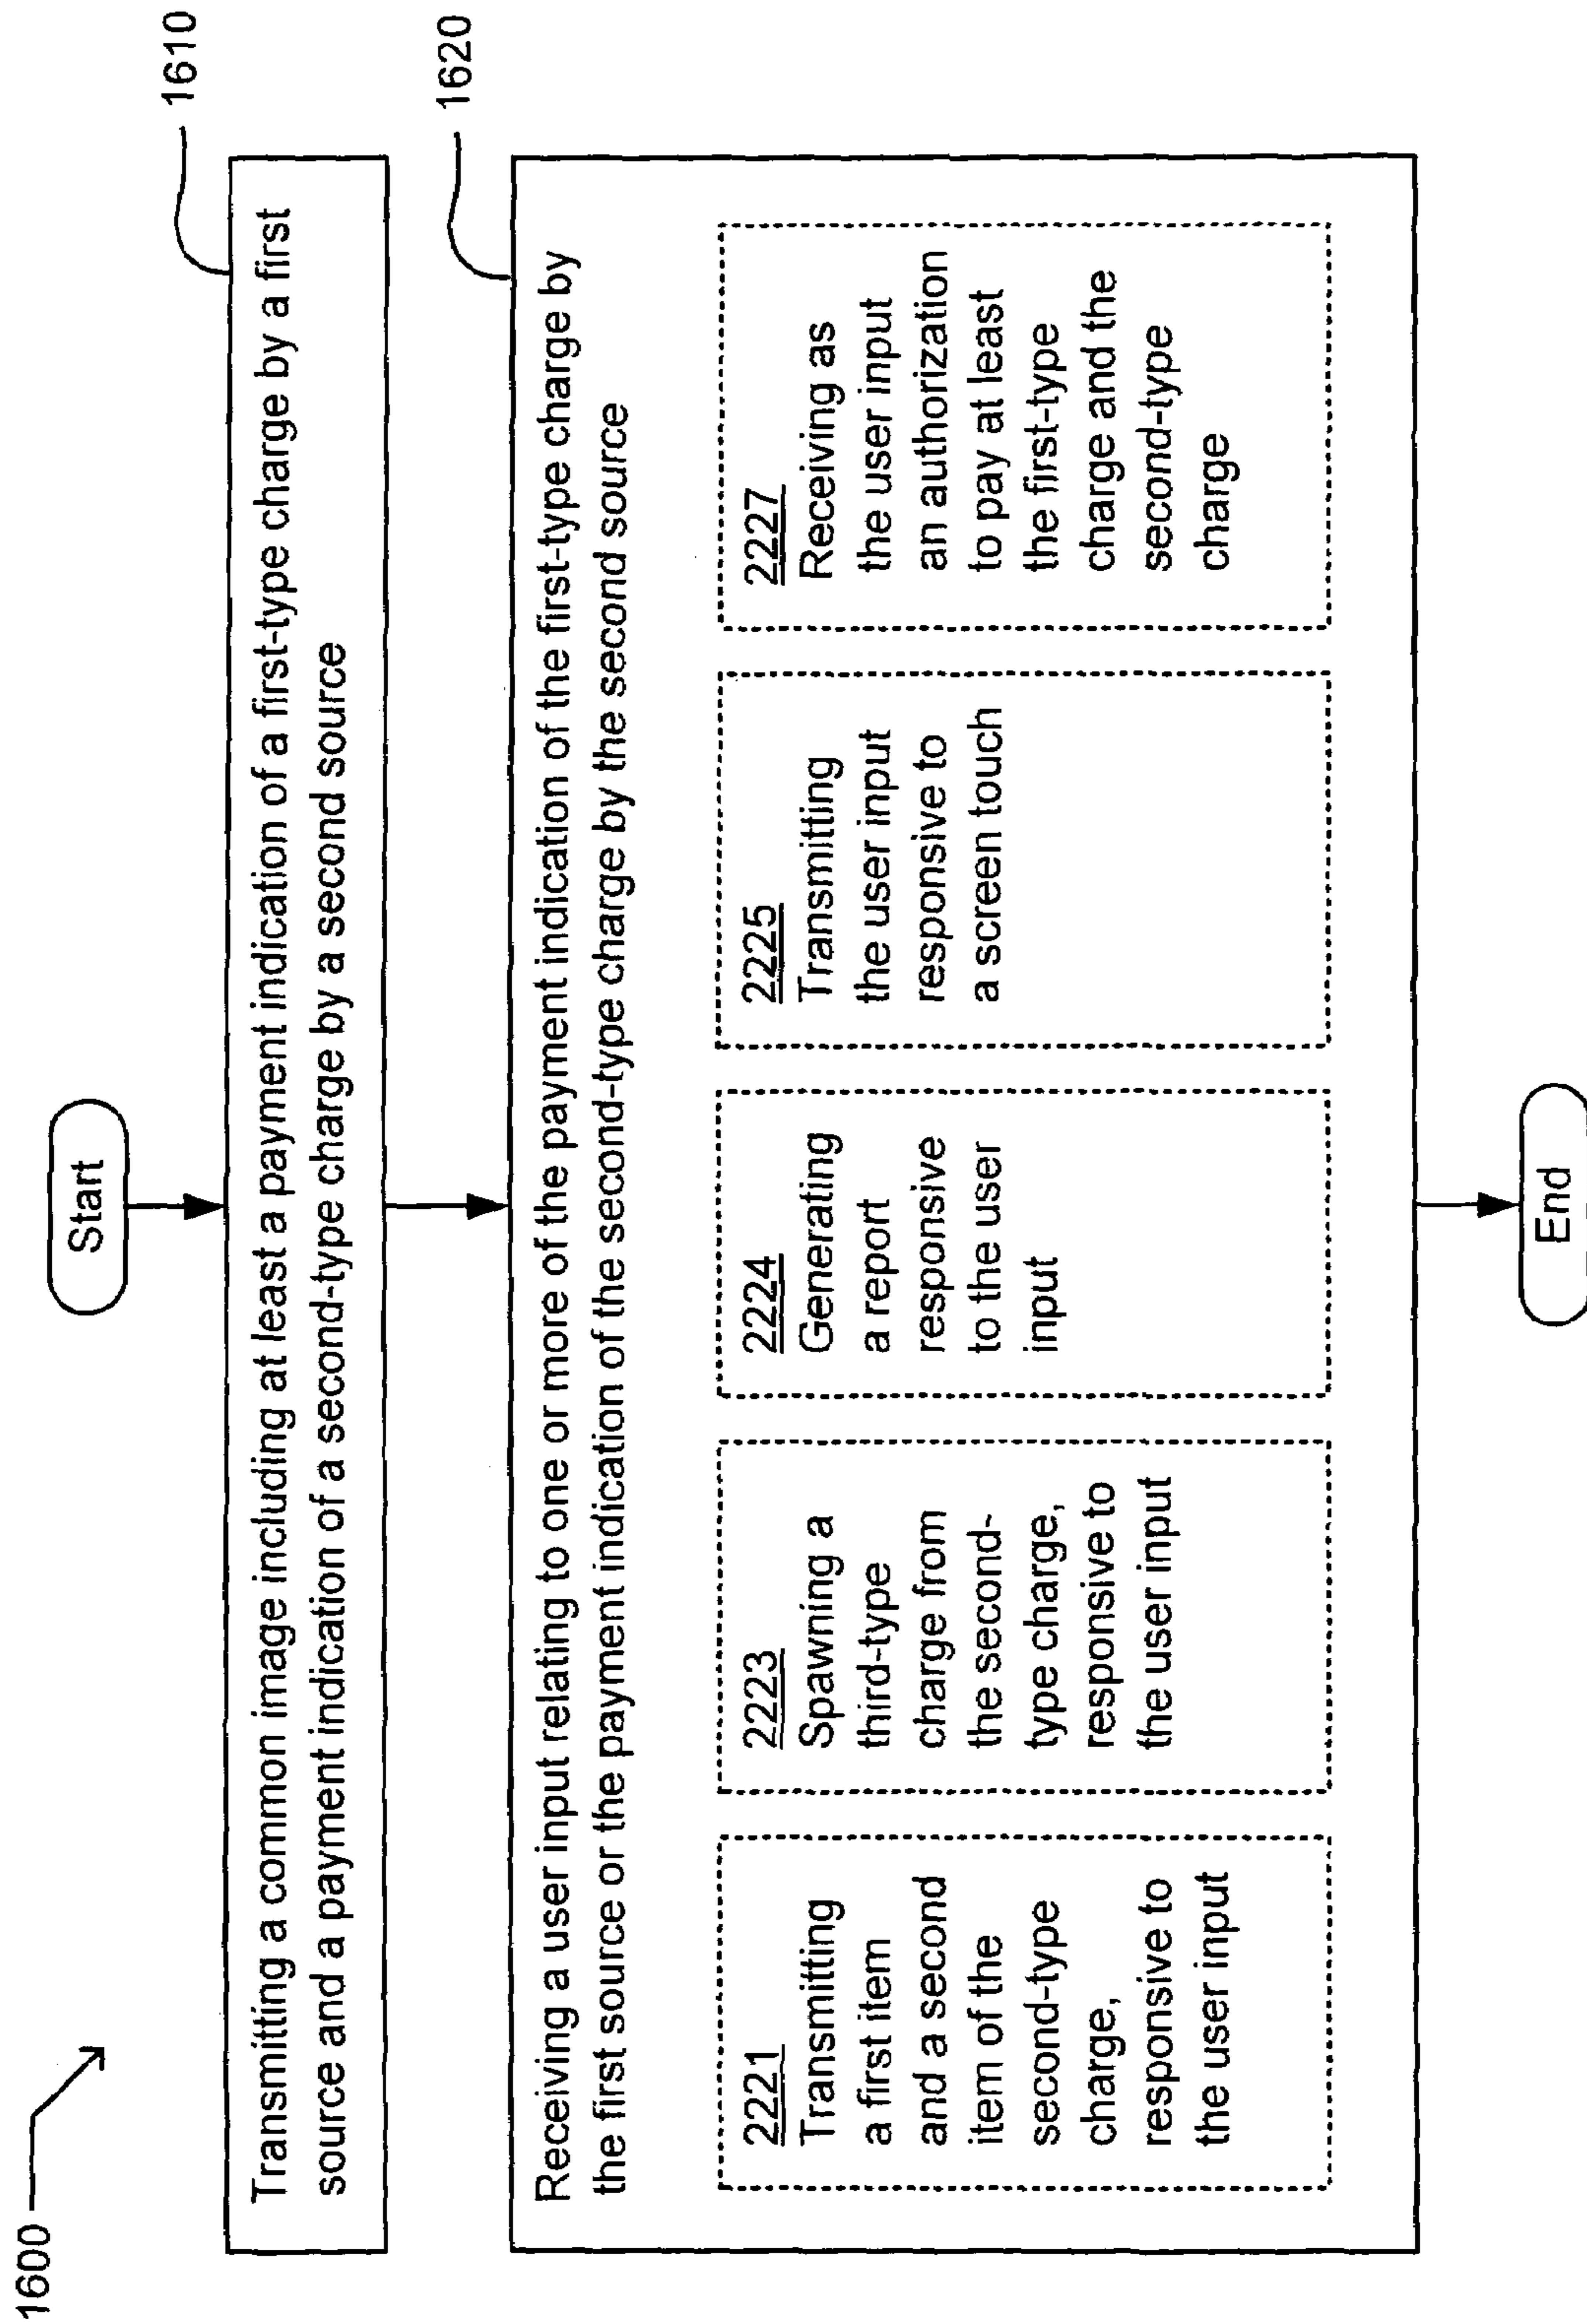 1600
Start
1610
Transmitting a common image including at least a payment indication of a first-type charge by a first
source and a payment indication of a second-type charge by a second source
1620
Receiving a user input relating to one or more of the payment indication of the first-type charge by
the first source or the payment indication of the second-type charge by the second source
2221
Transmitting
a first item
and a second
item of the
second-type
charge,
responsive to
the user input
2223
Spawning a
third-type
charge from
the second-
type charge,
responsive to
the user input
2224
Generating
a report
responsive
to the user
input
2225
Transmitting
the user input
responsive to
a screen touch
2227
Receiving as
the user input
an authorization
to pay at least
the first-type
charge and the
second-type
charge
End